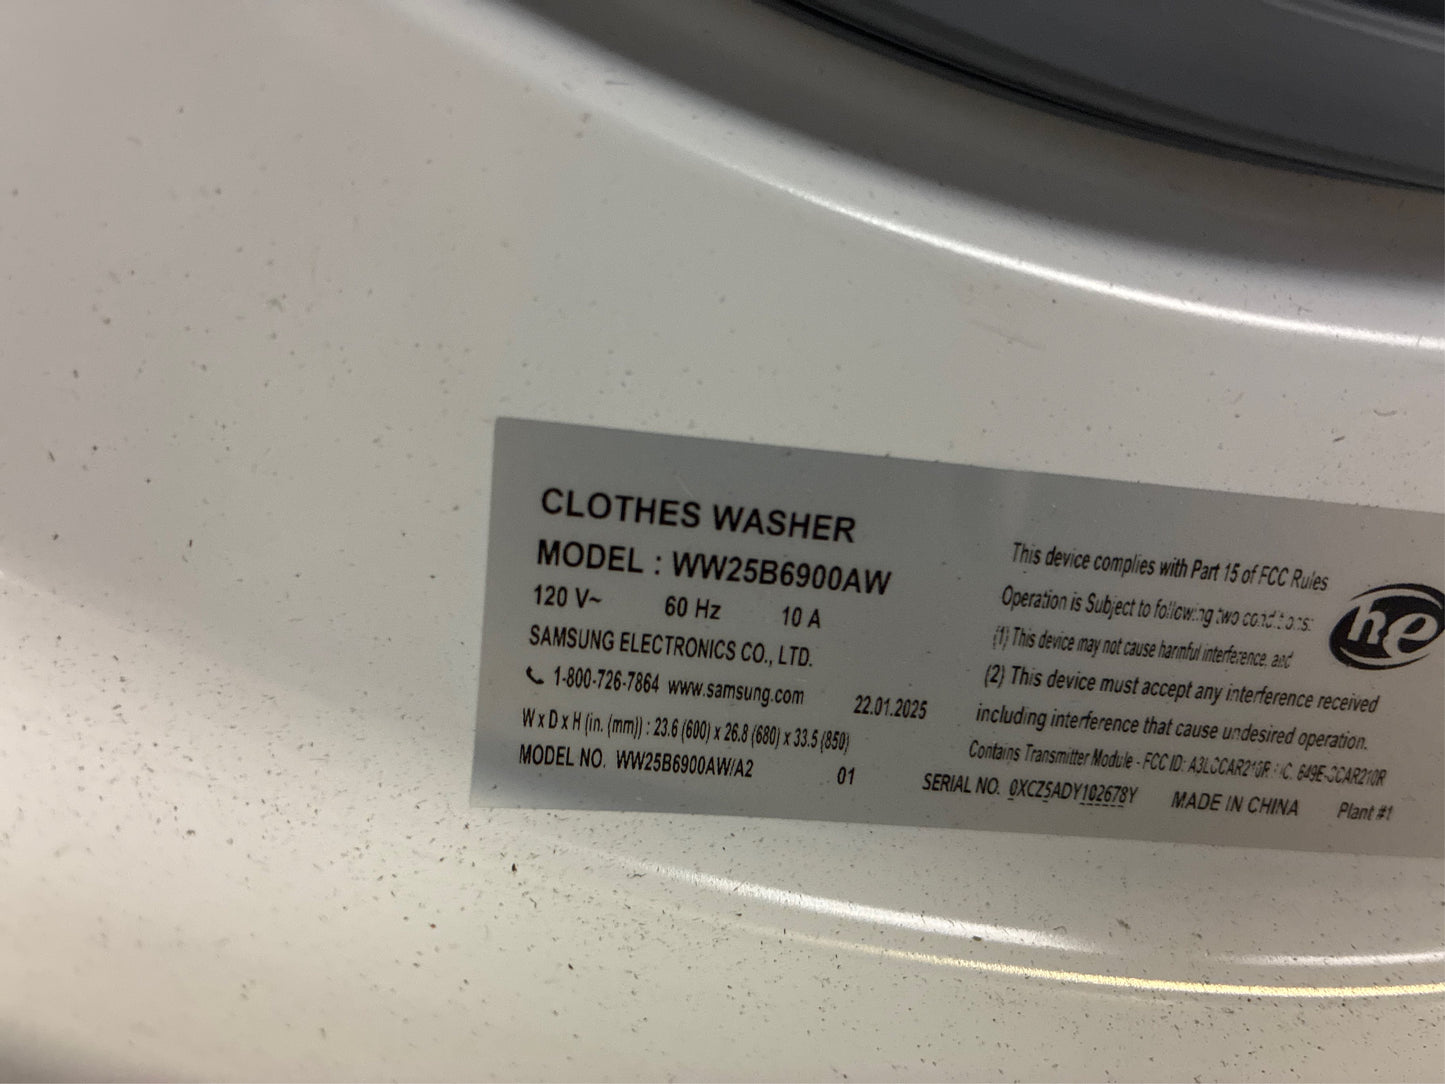 CLOTHES WASHER
MODEL : WW25B6900AW
120 V~ 60 Hz 10 A
SAMSUNG ELECTRONICS CO., LTD.
1-800-726-7864 www.samsung.com 22.01.2025
W x D x H (in. (mm)) : 23.6 (600) x 26.8 (680) x 33.5 (850)
MODEL NO. WW25B6900AW/A2 01
This device complies with Part 15 of FCC Rules
Operation is Subject to following two conditions:
(1) This device may not cause harmful interference, and
(2) This device must accept any interference received
including interference that cause undesired operation.
Contains Transmitter Module - FCC ID:
SERIAL NO. 0XCZ5ADY102678Y MADE IN CHINA Plant #1
he